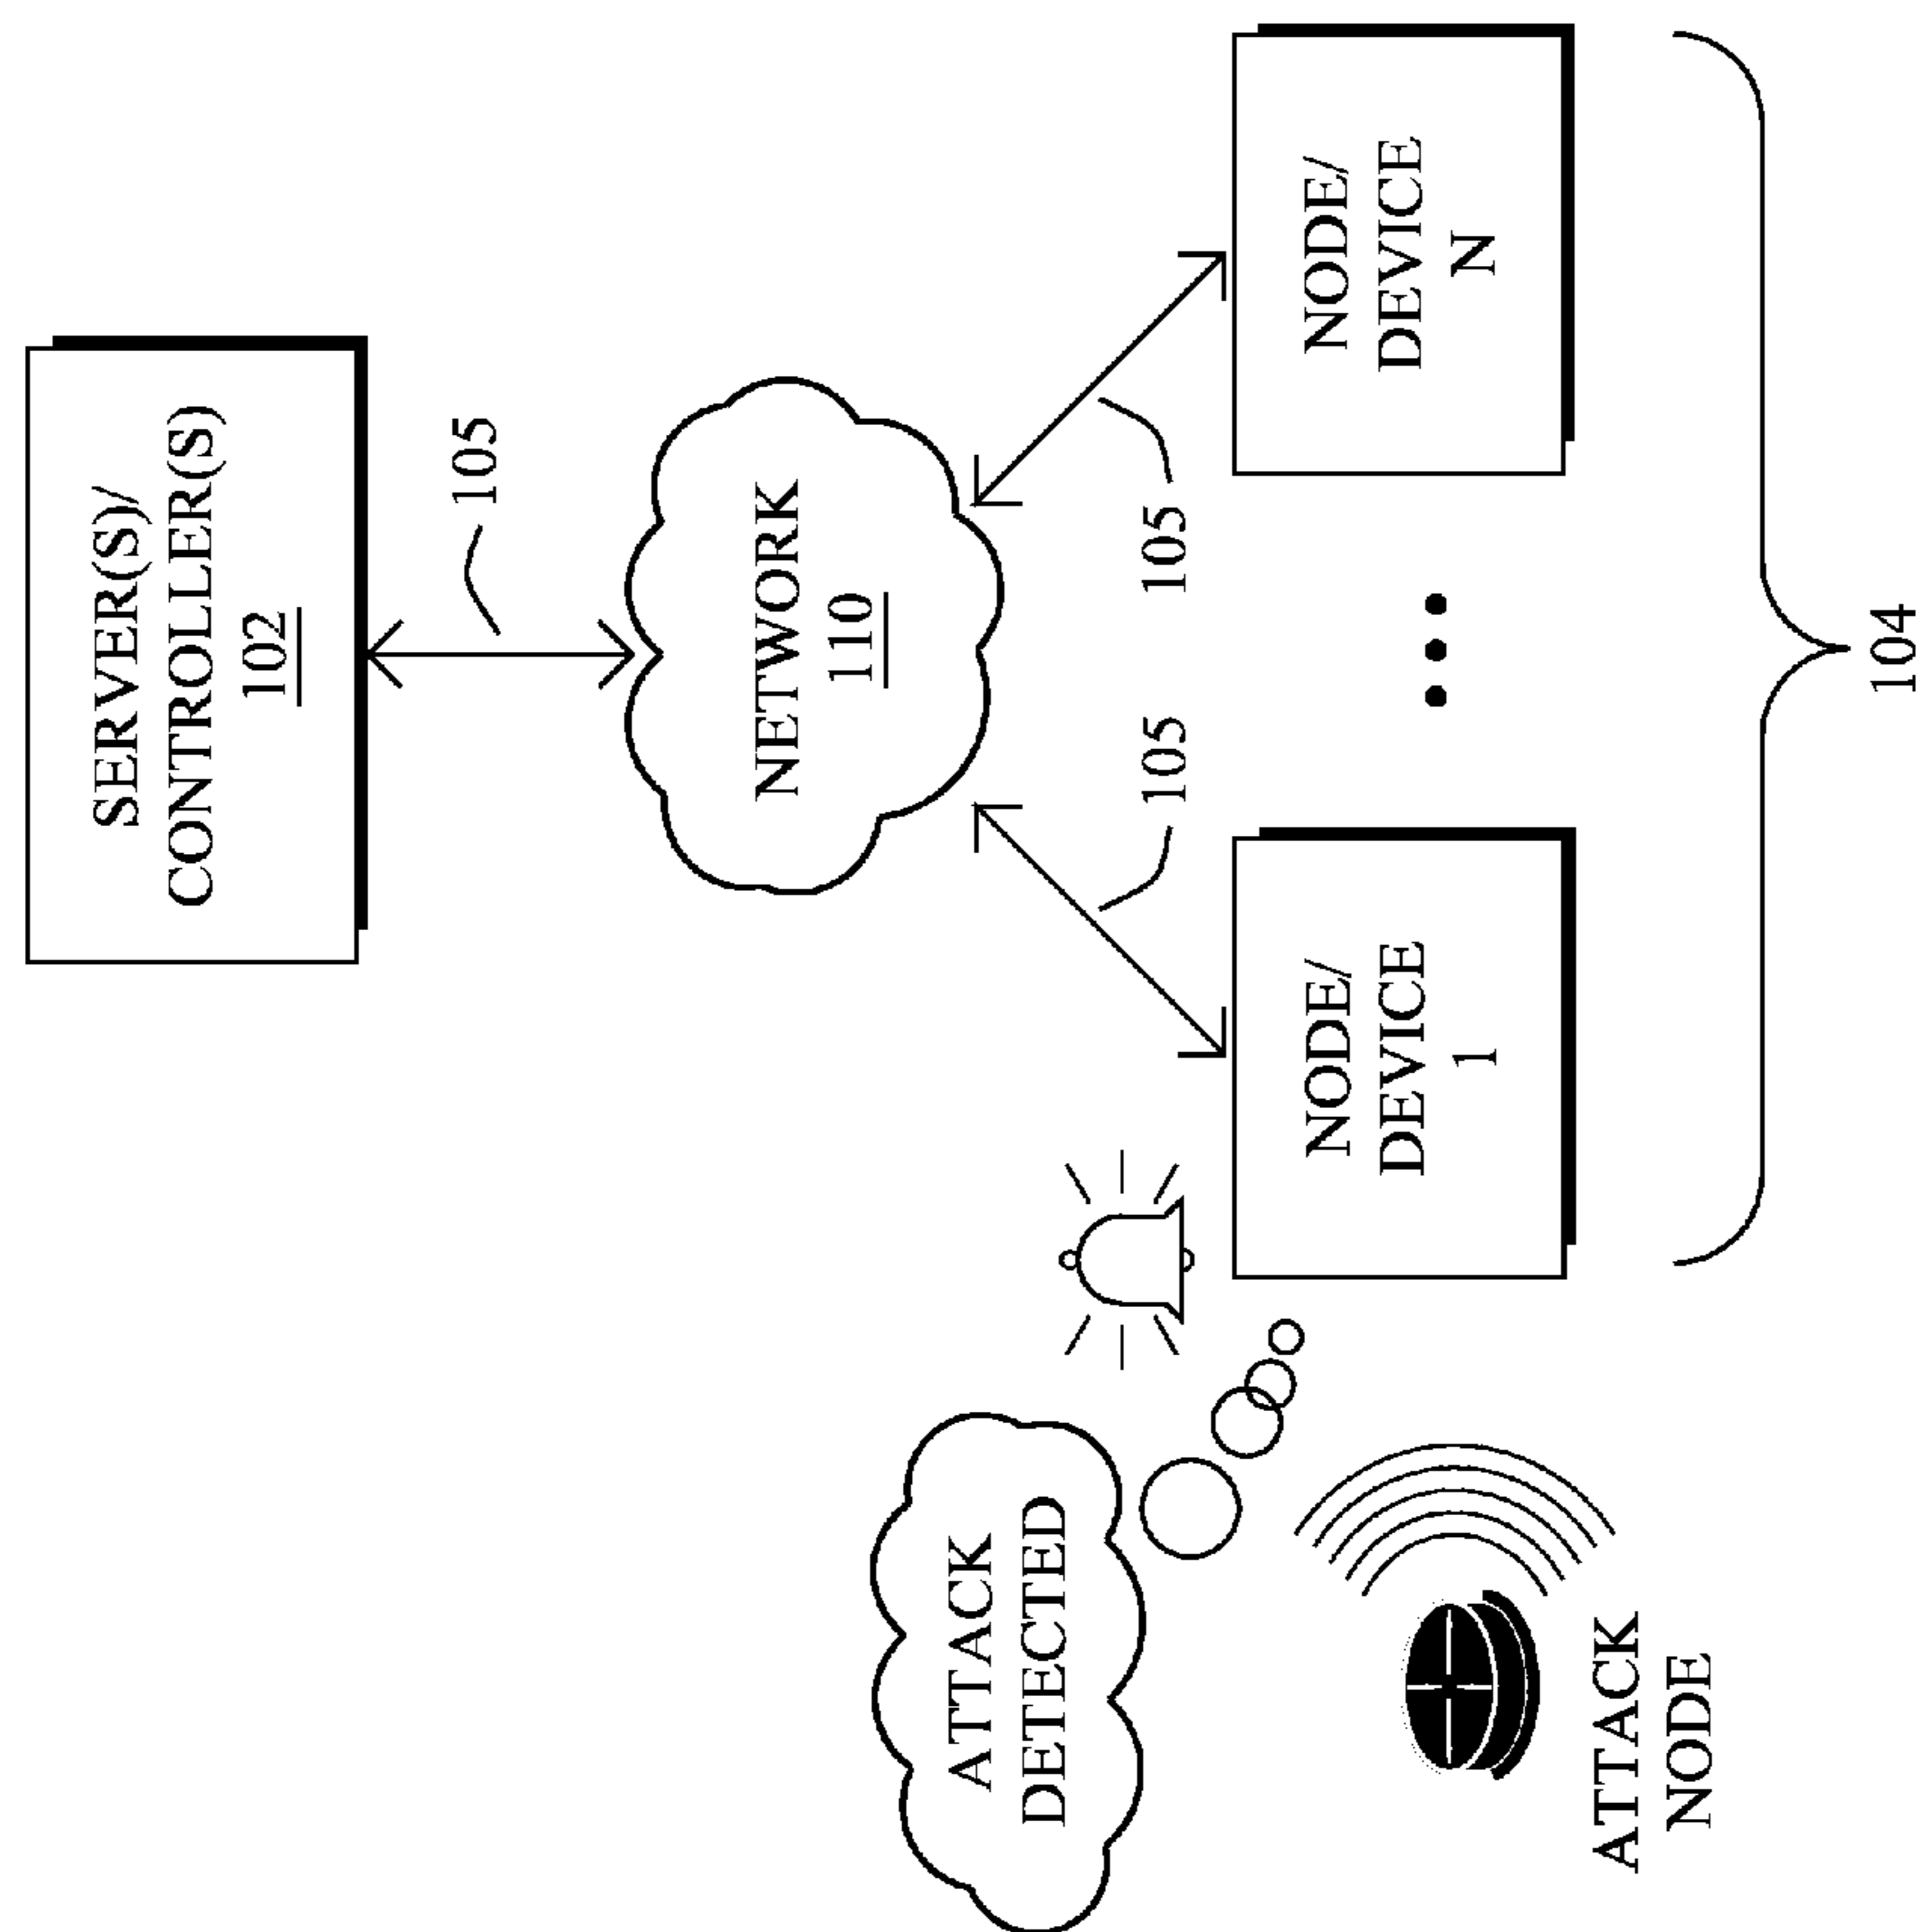 SERVER(S)/
CONTROLLER(S)
102
105
NETWORK
110
105
105
ATTACK
DETECTED
NODE/
DEVICE
1
NODE/
DEVICE
N
ATTACK
NODE
104